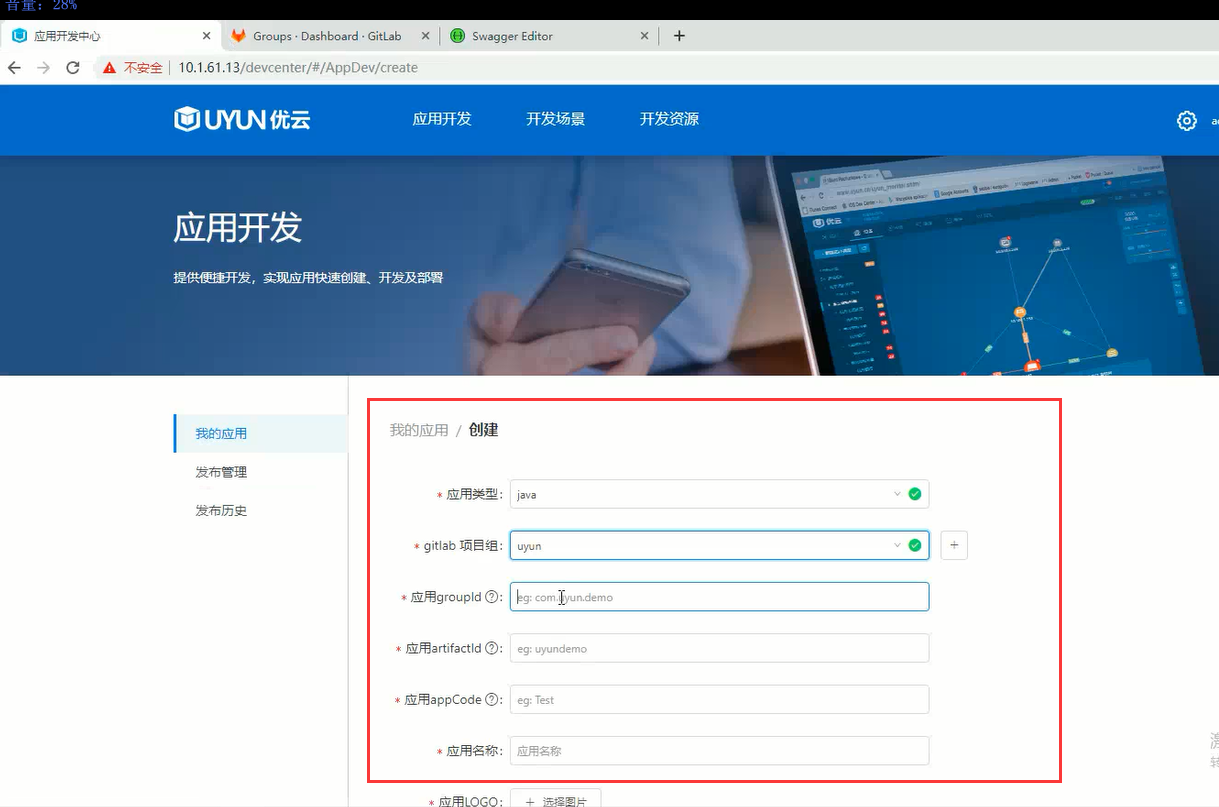 音量：28%
应用开发中心
Groups · Dashboard · GitLab
Swagger Editor
不安全
10.1.61.13/devcenter/#/AppDev/create
UYUN优云
应用开发
开发场景
开发资源
应用开发
提供便捷开发，实现应用快速创建、开发及部署
我的应用
发布管理
发布历史
我的应用 / 创建
* 应用类型: java
* gitlab 项目组: uyun
* 应用groupId ?: eg: com.uyun.demo
* 应用artifactId ?: eg: uyundemo
* 应用appCode ?: eg: Test
* 应用名称: 应用名称
* 应用LOGO: + 选择图片